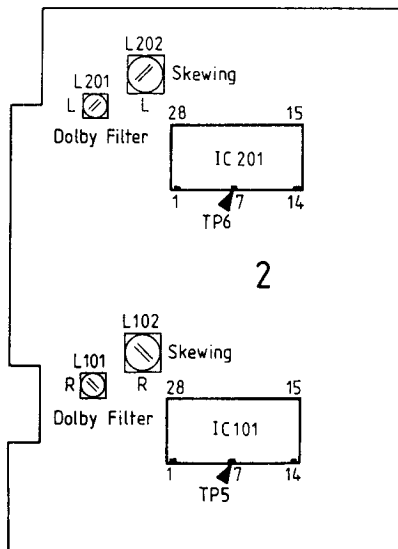 L202
Skewing
L201
L
L
Dolby Filter
28 15
IC 201
1 7 14
TP6
2
L102
Skewing
L101
R
R
Dolby Filter
28 15
IC101
1 7 14
TP5